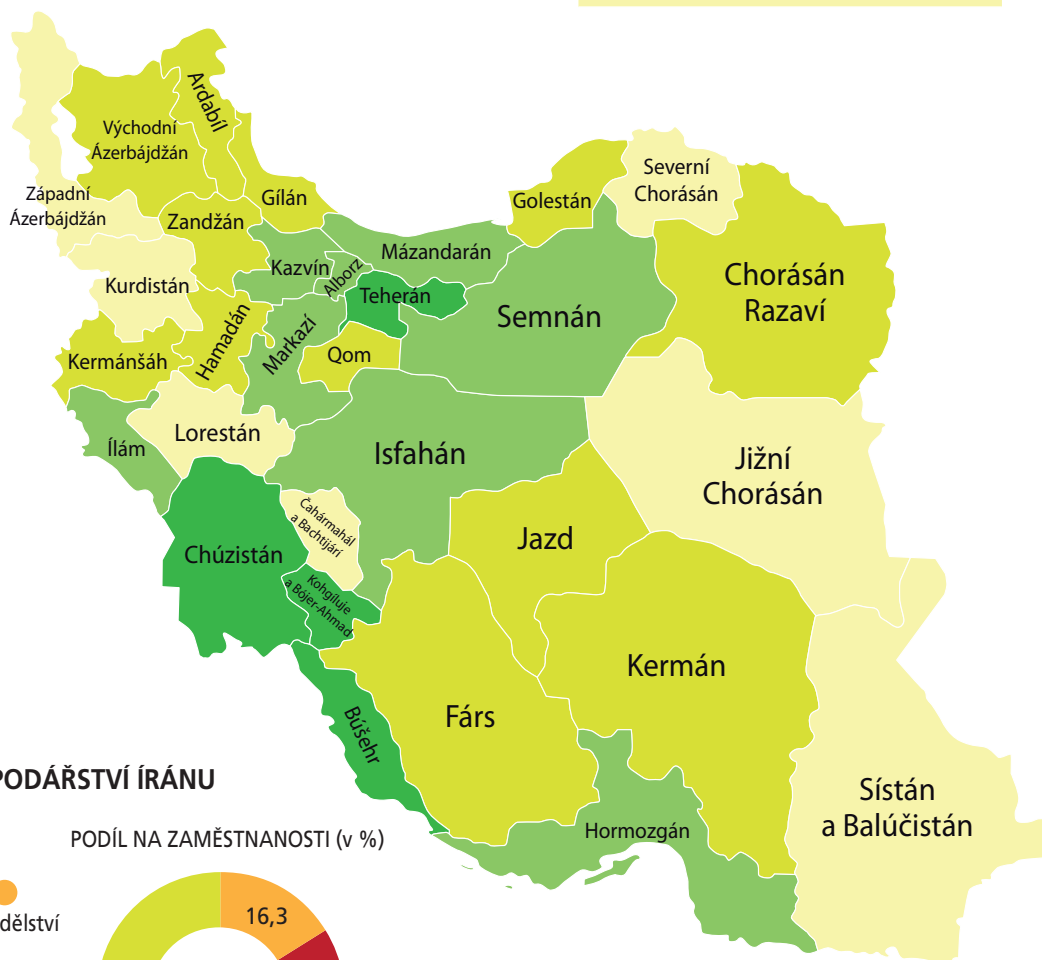 Ardabíl
Východní
Ázerbájdžán
Západní
Ázerbájdžán
Gílán
Zandžán
Golestán
Severní
Chorásán
Kurdistán
Kazvín
Alborz
Mázandarán
Teherán
Semnán
Chorásán
Razaví
Kermánšáh
Hamadán
Markazí
Qom
Ílám
Lorestán
Isfahán
Jižní
Chorásán
Chúzistán
Čahármahál
a Bachtijárí
Jazd
Kohgíluje
a Bójer-Ahmad
Kermán
Búšehr
Fárs
Sístán
a Balúčistán
Hormozgán
PODÁŘSTVÍ ÍRÁNU
PODÍL NA ZAMĚSTNANOSTI (v %)
dělství
16,3